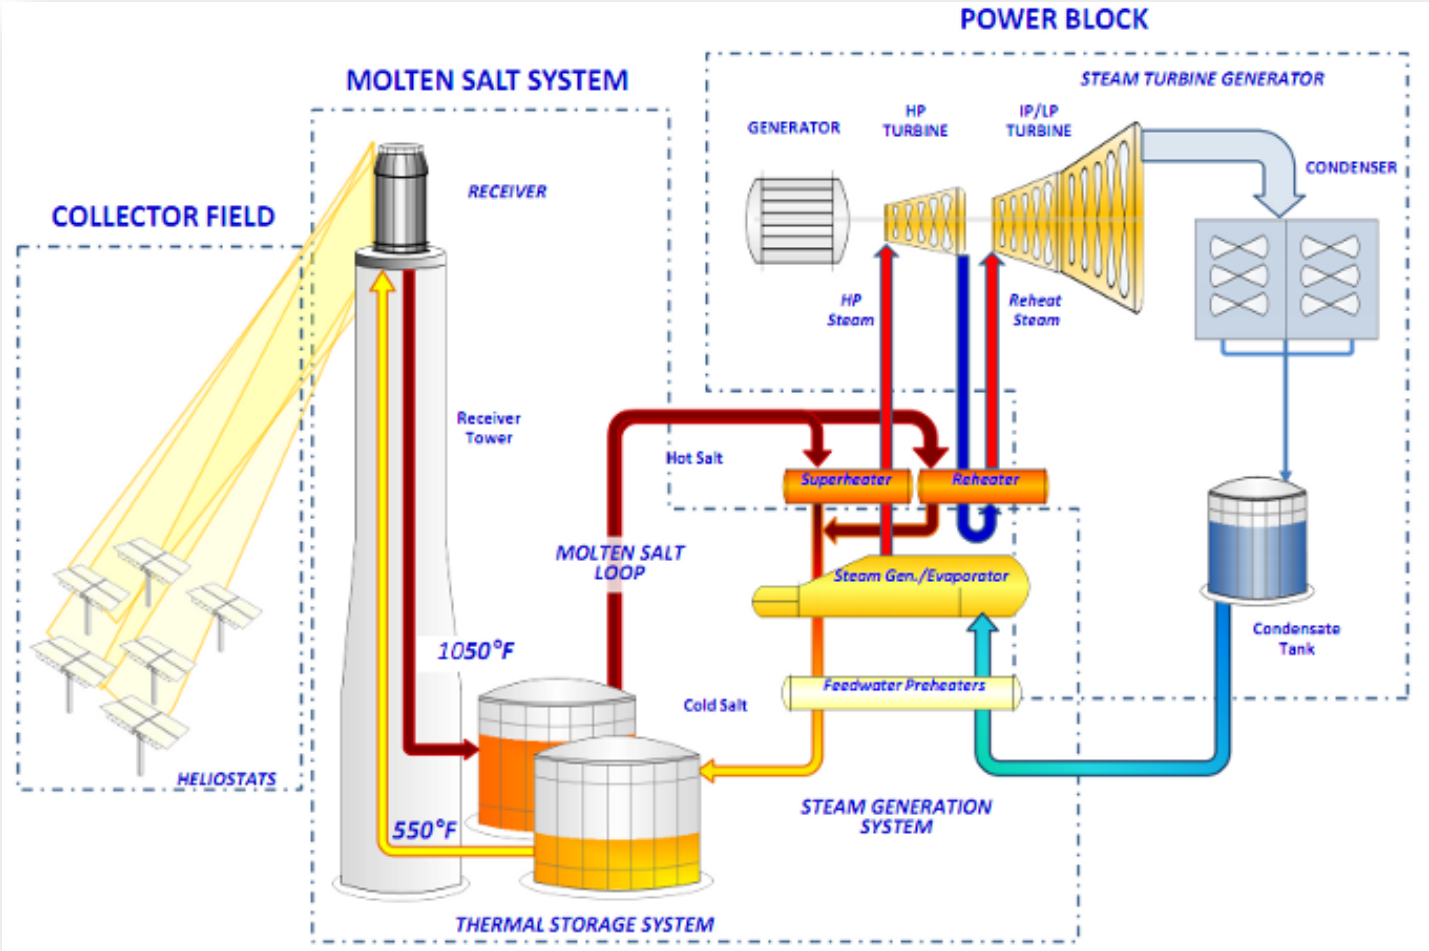 POWER BLOCK
MOLTEN SALT SYSTEM
STEAM TURBINE GENERATOR
GENERATOR
HP
TURBINE
IP/LP
TURBINE
CONDENSER
RECEIVER
COLLECTOR FIELD
HP
Steam
Reheat
Steam
Receiver
Tower
Hot Salt
Superheater
Reheater
MOLTEN SALT
LOOP
Steam Gen./Evaporator
Condensate
Tank
1050°F
Feedwater Preheaters
Cold Salt
HELIOSTATS
550°F
STEAM GENERATION
SYSTEM
THERMAL STORAGE SYSTEM